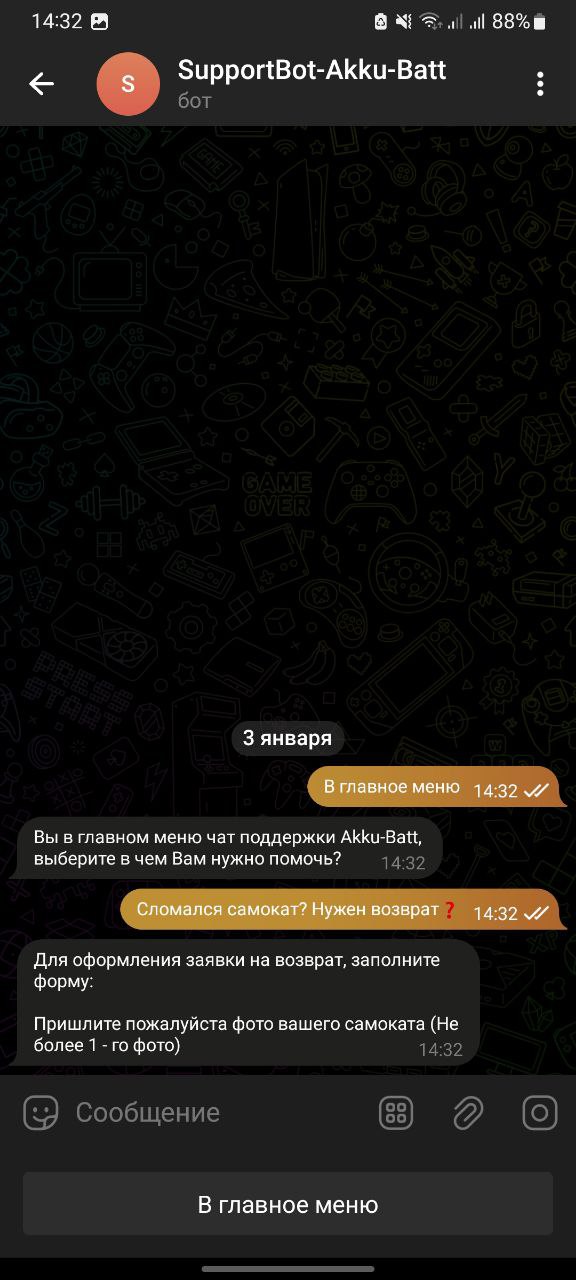 14:32
88%
S
SupportBot-Akku-Batt
бот
GAME
OVER
PRESS
START
3 января
В главное меню 14:32
Вы в главном меню чат поддержки Akku-Batt,
выберите в чем Вам нужно помочь? 14:32
Сломался самокат? Нужен возврат❓ 14:32
Для оформления заявки на возврат, заполните
форму:
Пришлите пожалуйста фото вашего самоката (Не
более 1 - го фото) 14:32
Сообщение
В главное меню